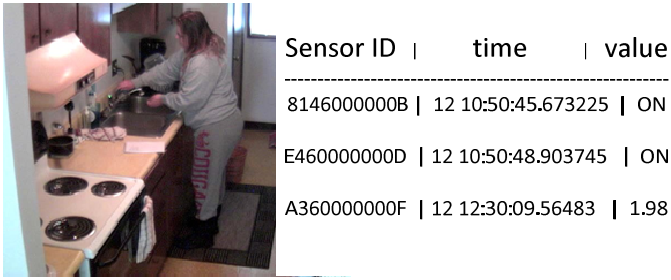 Sensor ID | time | value
--------------------------------------------------------------
8146000000B | 12 10:50:45.673225 | ON
E460000000D | 12 10:50:48.903745 | ON
A360000000F | 12 12:30:09.56483 | 1.98
COUGAR